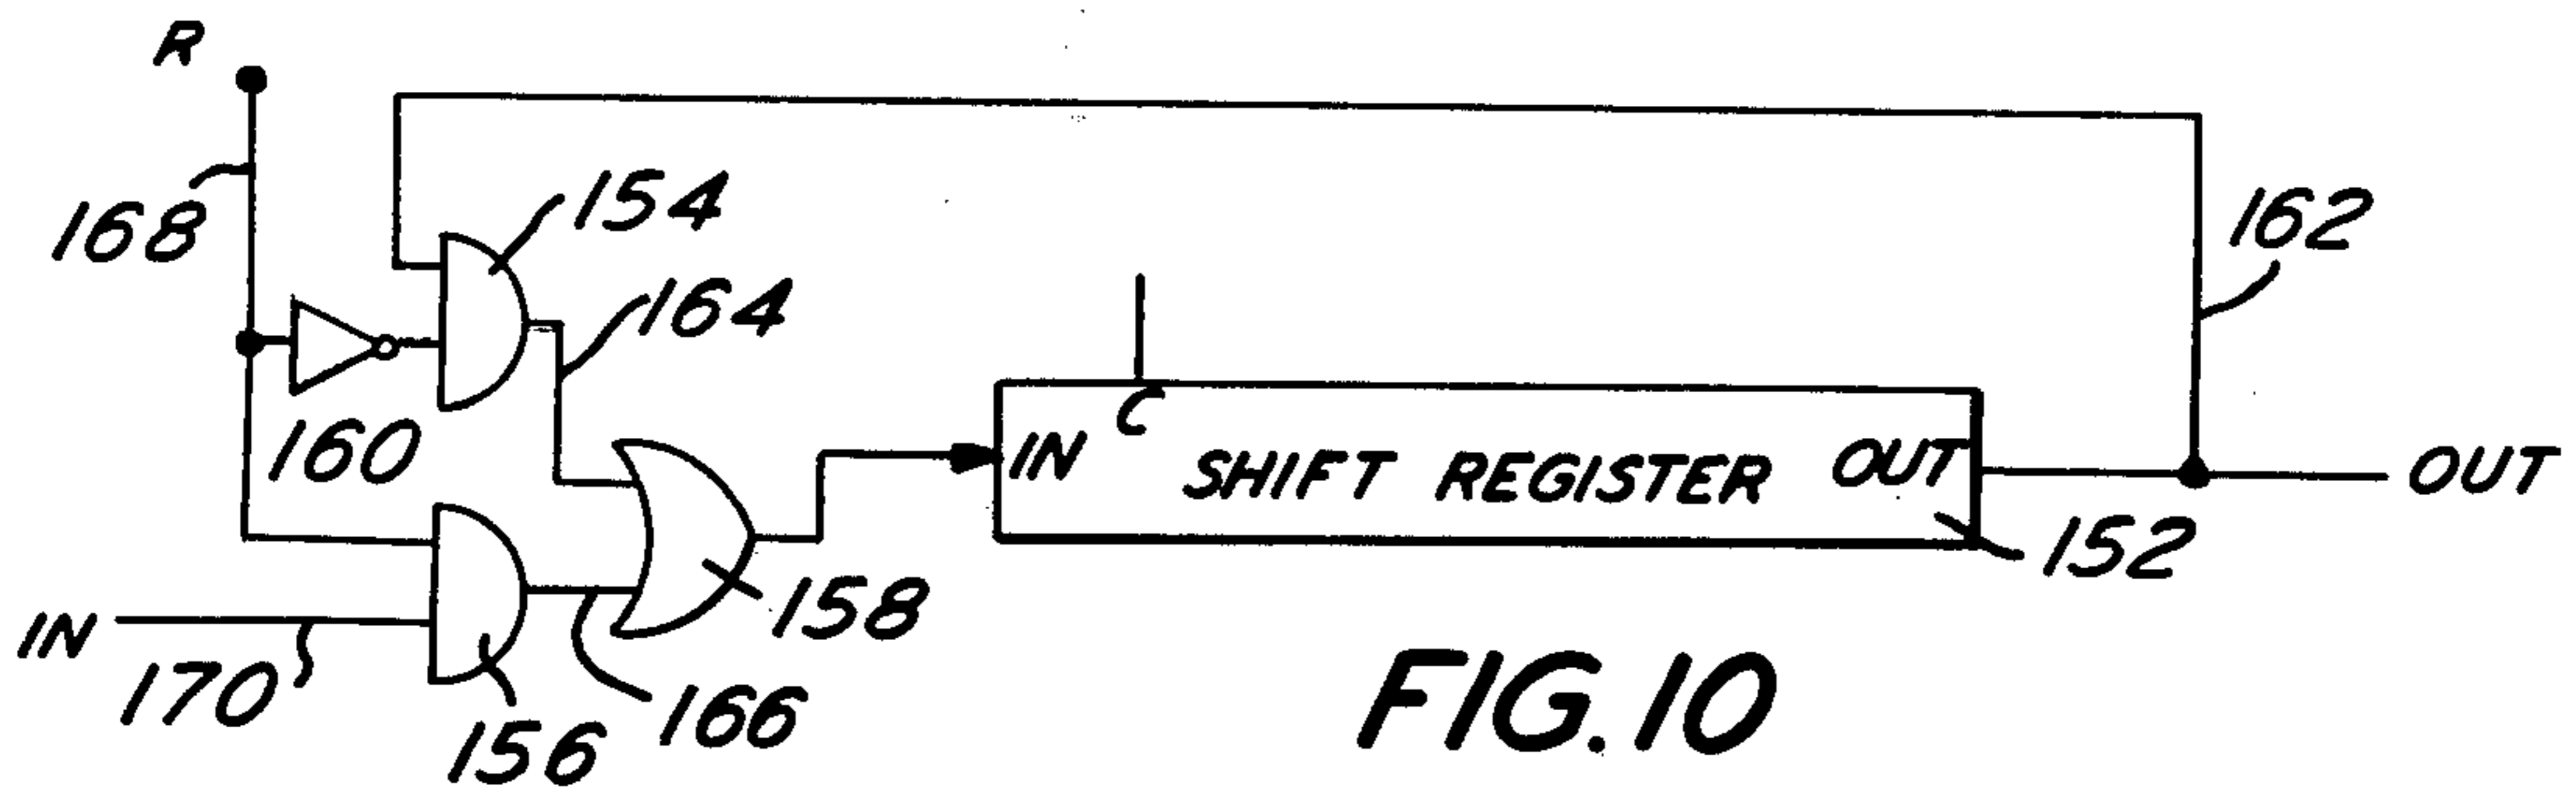 R
168
154
162
164
160
C
IN SHIFT REGISTER OUT
OUT
152
158
IN
170
166
156
FIG. 10